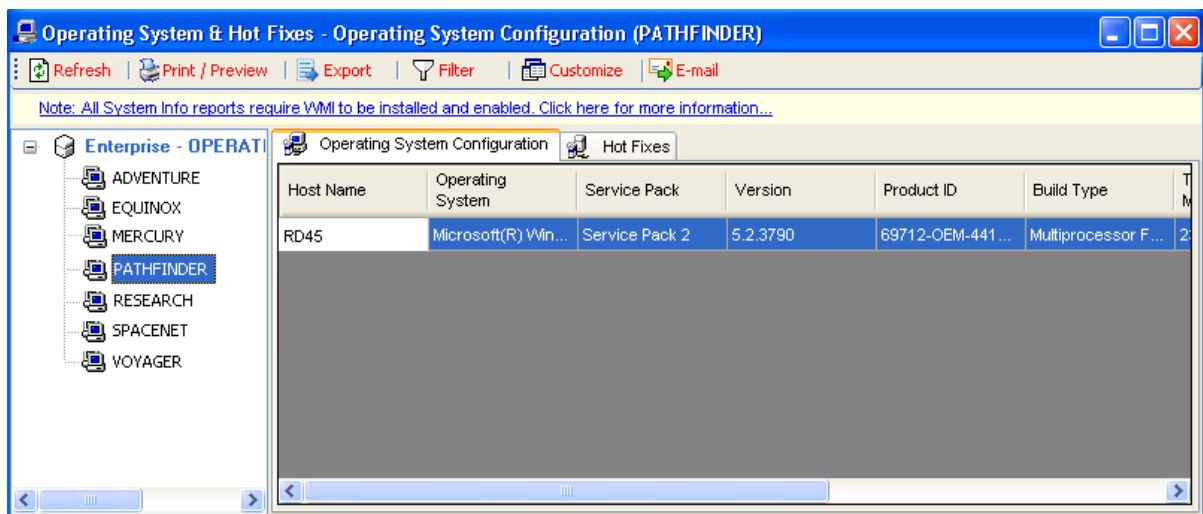 Operating System & Hot Fixes - Operating System Configuration (PATHFINDER)
Refresh | Print / Preview | Export | Filter | Customize | E-mail
Note: All System Info reports require WMI to be installed and enabled. Click here for more information...
Enterprise - OPERATI
ADVENTURE
EQUINOX
MERCURY
PATHFINDER
RESEARCH
SPACENET
VOYAGER
Operating System Configuration Hot Fixes
Host Name Operating System Service Pack Version Product ID Build Type
RD45 Microsoft(R) Win... Service Pack 2 5.2.3790 69712-OEM-441... Multiprocessor F...